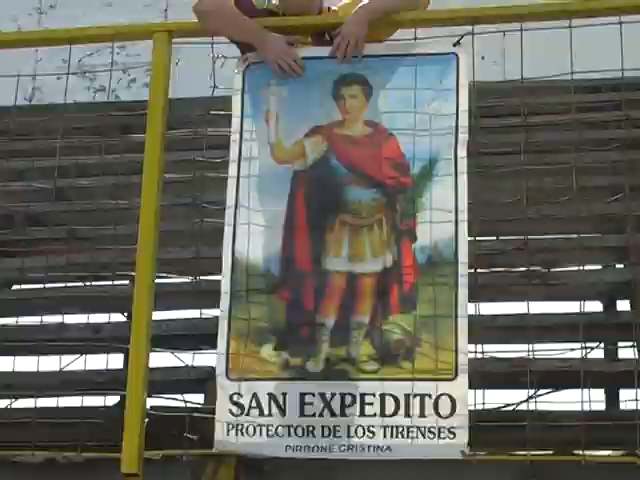 SAN EXPEDITO
PROTECTOR DE LOS TIRENSES
PIRRONE CRISTINA